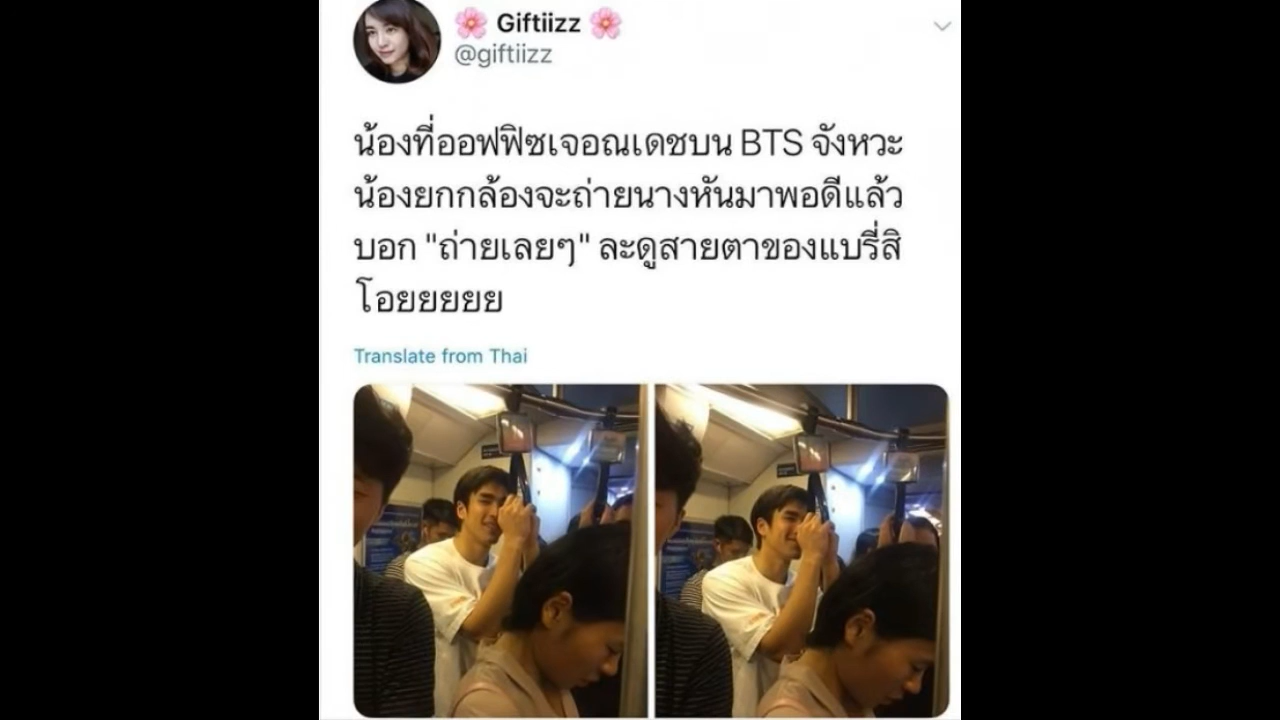 🌸 Giftiizz 🌸
@giftiizz
น้องที่ออฟฟิซเจอณเดชบน BTS จังหวะ
น้องยกกล้องจะถ่ายนางหันมาพอดีแล้ว
บอก "ถ่ายเลยๆ" ละดูสายตาของแบรี่สิ
โอยยยยย
Translate from Thai